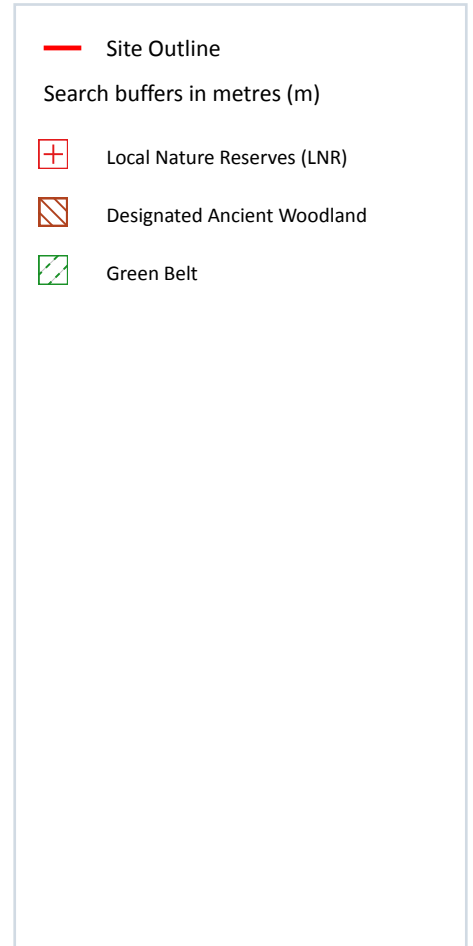 Site Outline
Search buffers in metres (m)
Local Nature Reserves (LNR)
Designated Ancient Woodland
Green Belt